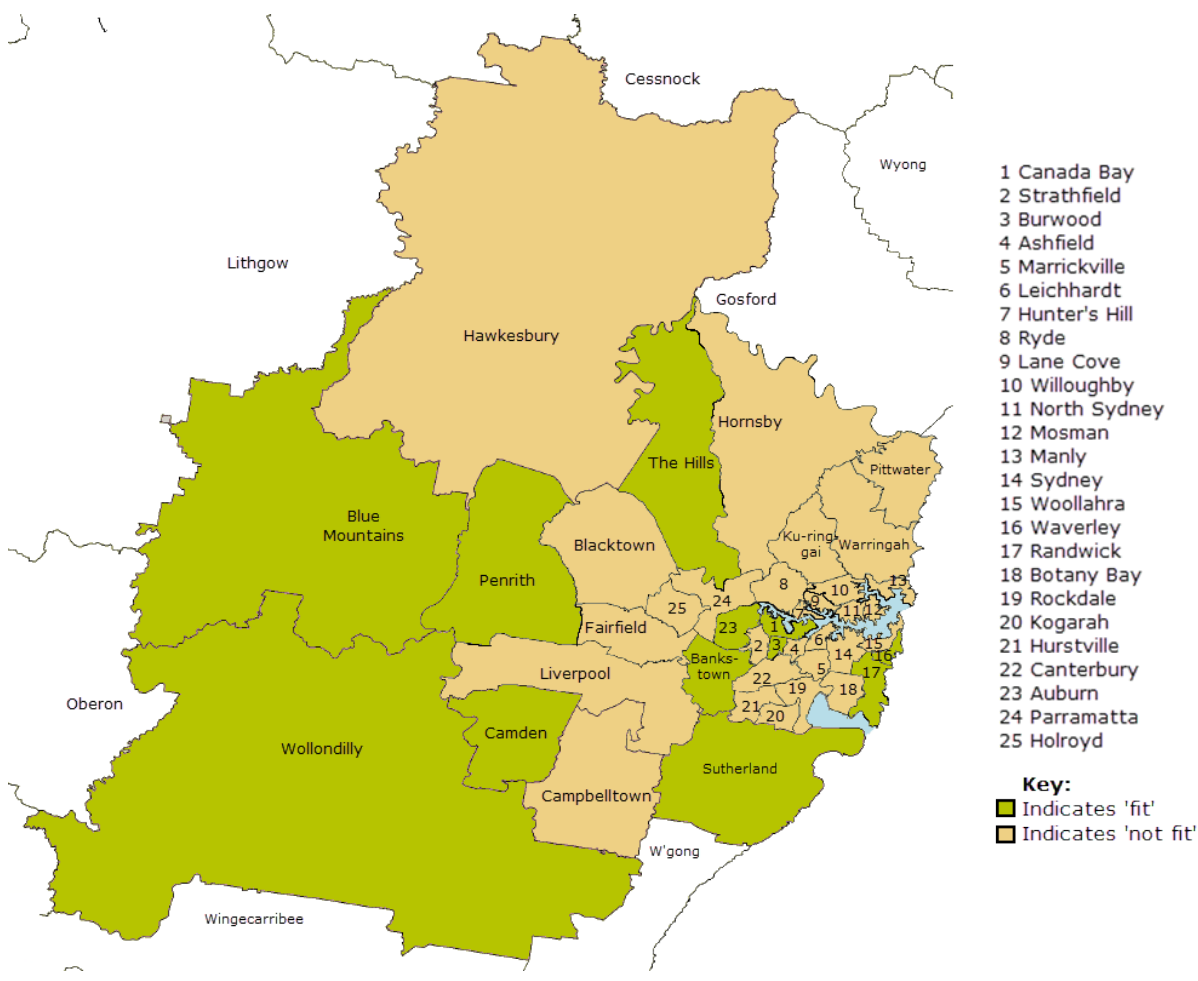 Cessnock
Wyong
Lithgow
Gosford
Hawkesbury
Hornsby
The Hills
Pittwater
Blue
Mountains
Ku-ring-
gai
Warringah
Blacktown
Penrith
8
10
13
24
9
25
7
11
12
Fairfield
23
1
6
2
3
4
14
15
16
Banks-
town
5
17
Liverpool
22
19
18
21
20
Oberon
Camden
Wollondilly
Sutherland
Campbelltown
W'gong
Wingecarribee
1 Canada Bay
2 Strathfield
3 Burwood
4 Ashfield
5 Marrickville
6 Leichhardt
7 Hunter's Hill
8 Ryde
9 Lane Cove
10 Willoughby
11 North Sydney
12 Mosman
13 Manly
14 Sydney
15 Woollahra
16 Waverley
17 Randwick
18 Botany Bay
19 Rockdale
20 Kogarah
21 Hurstville
22 Canterbury
23 Auburn
24 Parramatta
25 Holroyd
Key:
Indicates 'fit'
Indicates 'not fit'